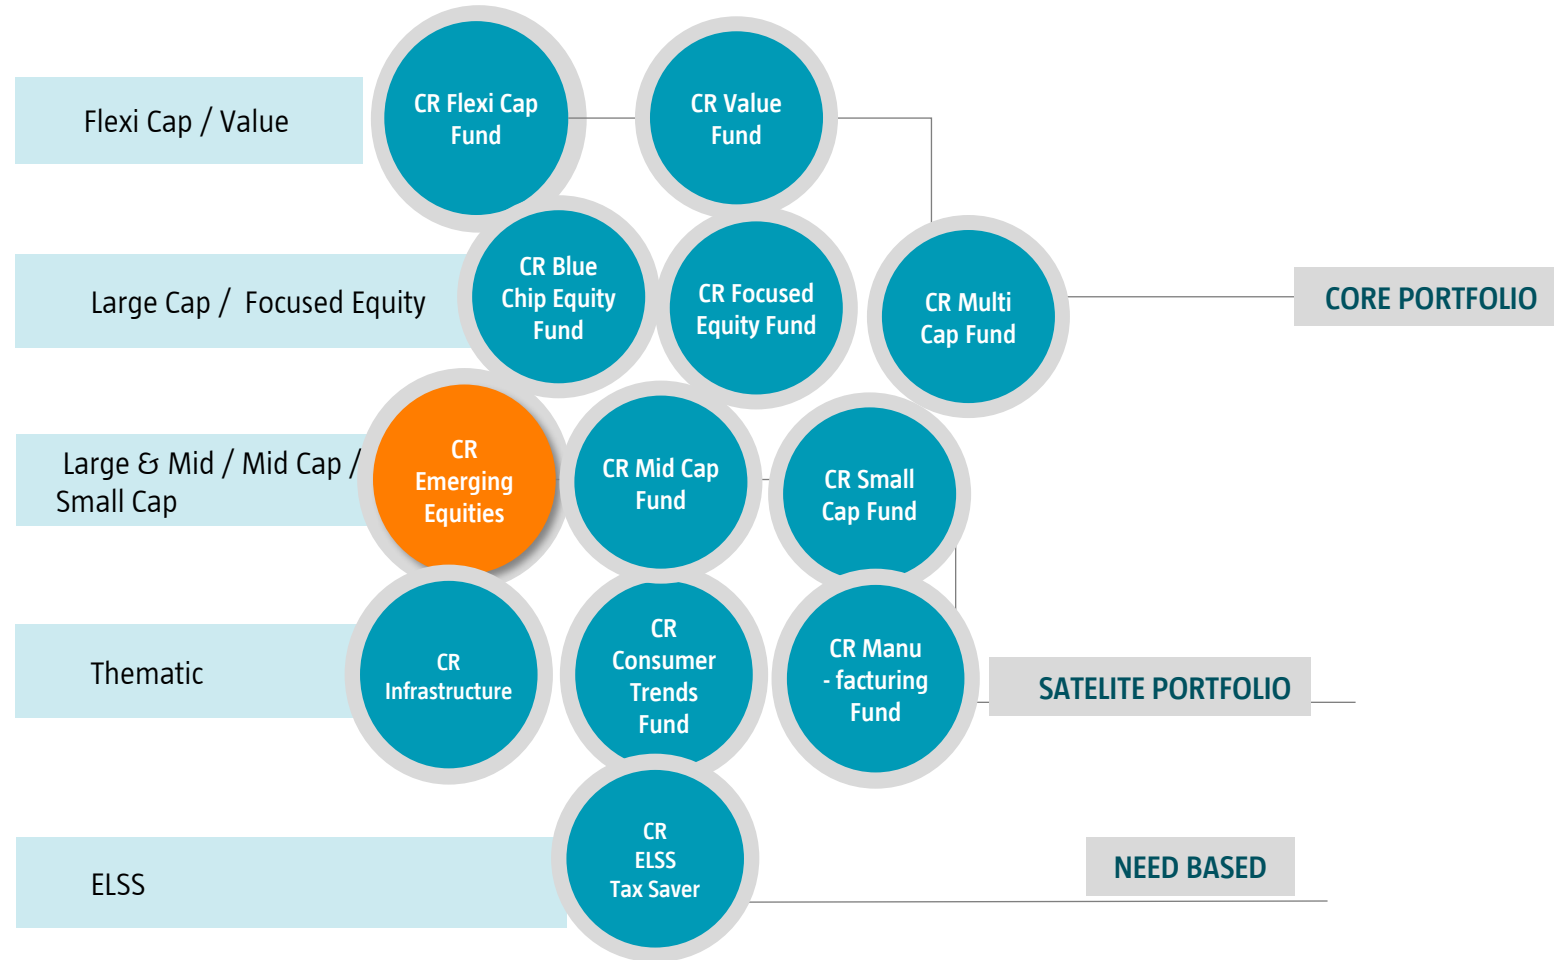 Flexi Cap / Value
CR Flexi Cap
Fund
CR Value
Fund
Large Cap /  Focused Equity
CR Blue
Chip Equity
Fund
CR Focused
Equity Fund
CR Multi
Cap Fund
CORE PORTFOLIO
Large & Mid / Mid Cap /
Small Cap
CR
Emerging
Equities
CR Mid Cap
Fund
CR Small
Cap Fund
Thematic
CR
Infrastructure
CR
Consumer
Trends
Fund
CR Manu
- facturing
Fund
SATELITE PORTFOLIO
ELSS
CR
ELSS
Tax Saver
NEED BASED